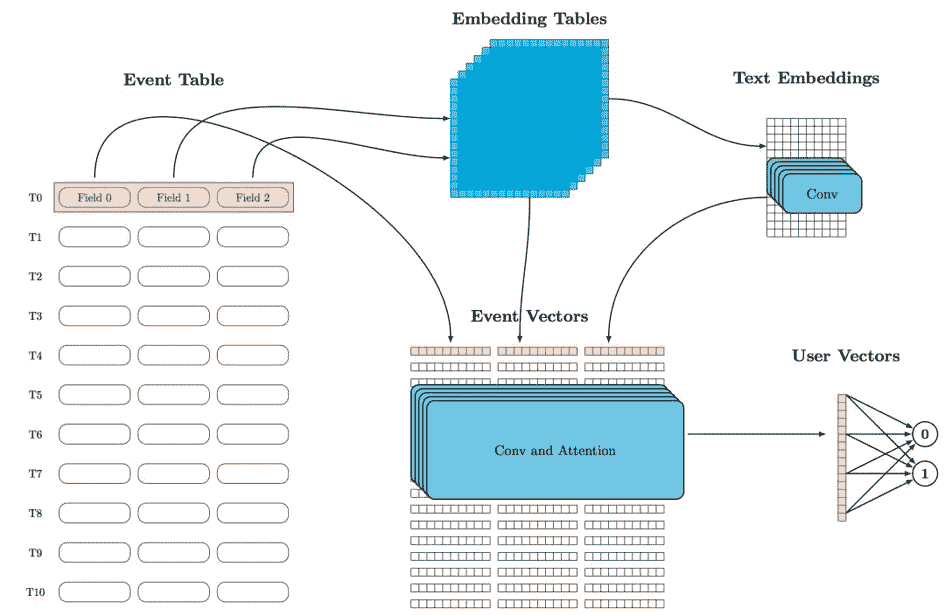 Embedding Tables
Event Table
Text Embeddings
T0 Field 0 Field 1 Field 2
Conv
T1
T2
T3
Event Vectors
T4
User Vectors
T5
T6
Conv and Attention
0
T7
1
T8
T9
T10